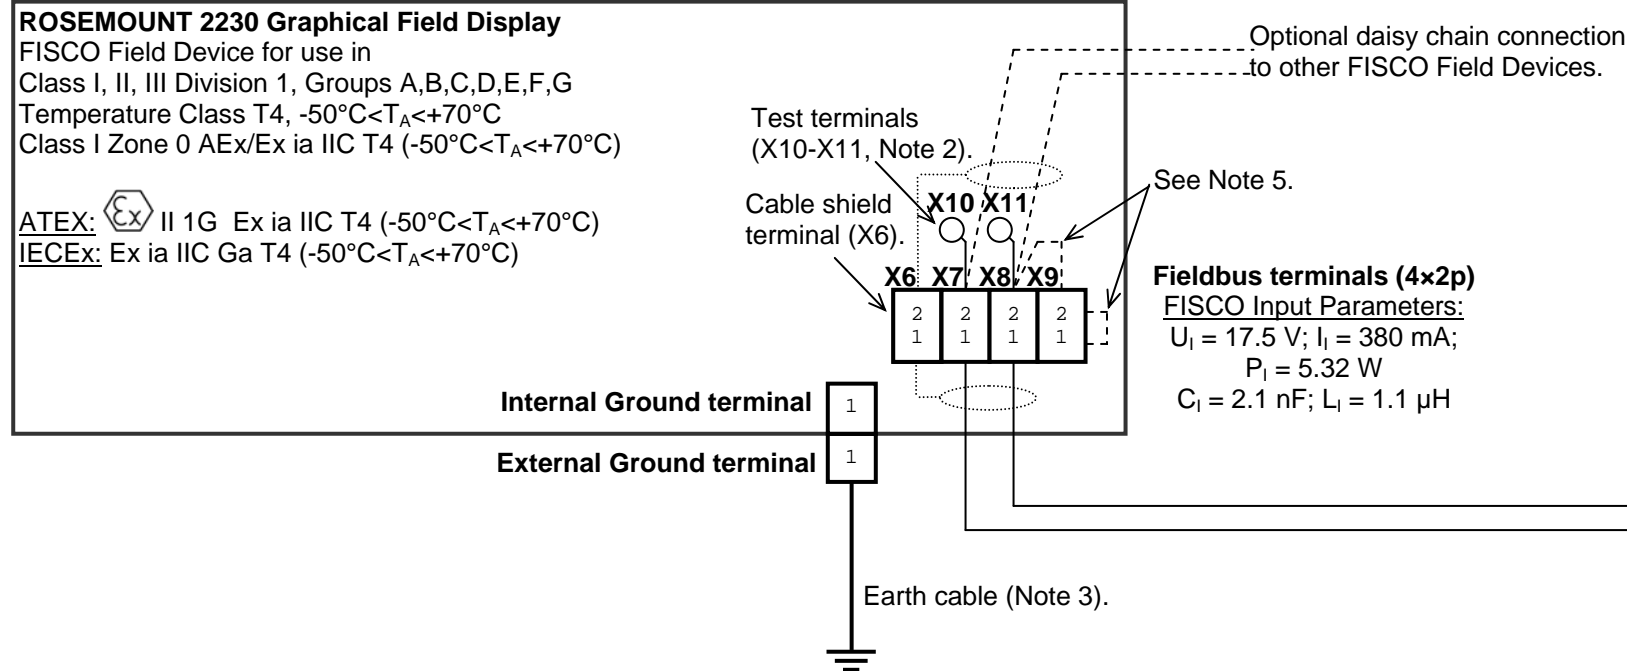 ROSEMOUNT 2230 Graphical Field Display
FISCO Field Device for use in
Class I, II, III Division 1, Groups A,B,C,D,E,F,G
Temperature Class T4, -50°C<TA<+70°C
Class I Zone 0 AEx/Ex ia IIC T4 (-50°C<TA<+70°C)
ATEX: Ex II 1G Ex ia IIC T4 (-50°C<TA<+70°C)
IECEx: Ex ia IIC Ga T4 (-50°C<TA<+70°C)
Optional daisy chain connection
to other FISCO Field Devices.
Test terminals
(X10-X11, Note 2).
See Note 5.
Cable shield
terminal (X6).
X10 X11
X6 X7 X8 X9
2 2 2 2
1 1 1 1
Fieldbus terminals (4×2p)
FISCO Input Parameters:
UI = 17.5 V; II = 380 mA;
PI = 5.32 W
CI = 2.1 nF; LI = 1.1 µH
Internal Ground terminal 1
External Ground terminal 1
Earth cable (Note 3).